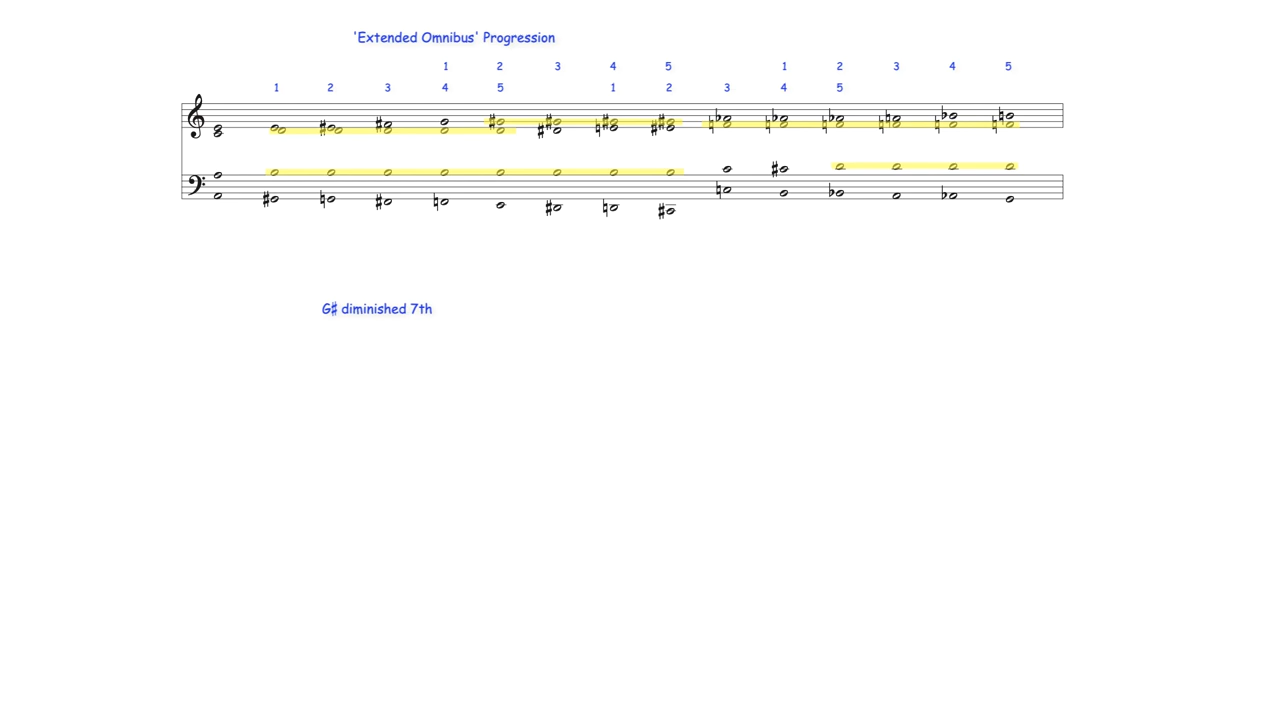 'Extended Omnibus' Progression
1 2 3 4 5 1 2 3 4 5
1 2 3 4 5 1 2 3 4 5
G♯ diminished 7th